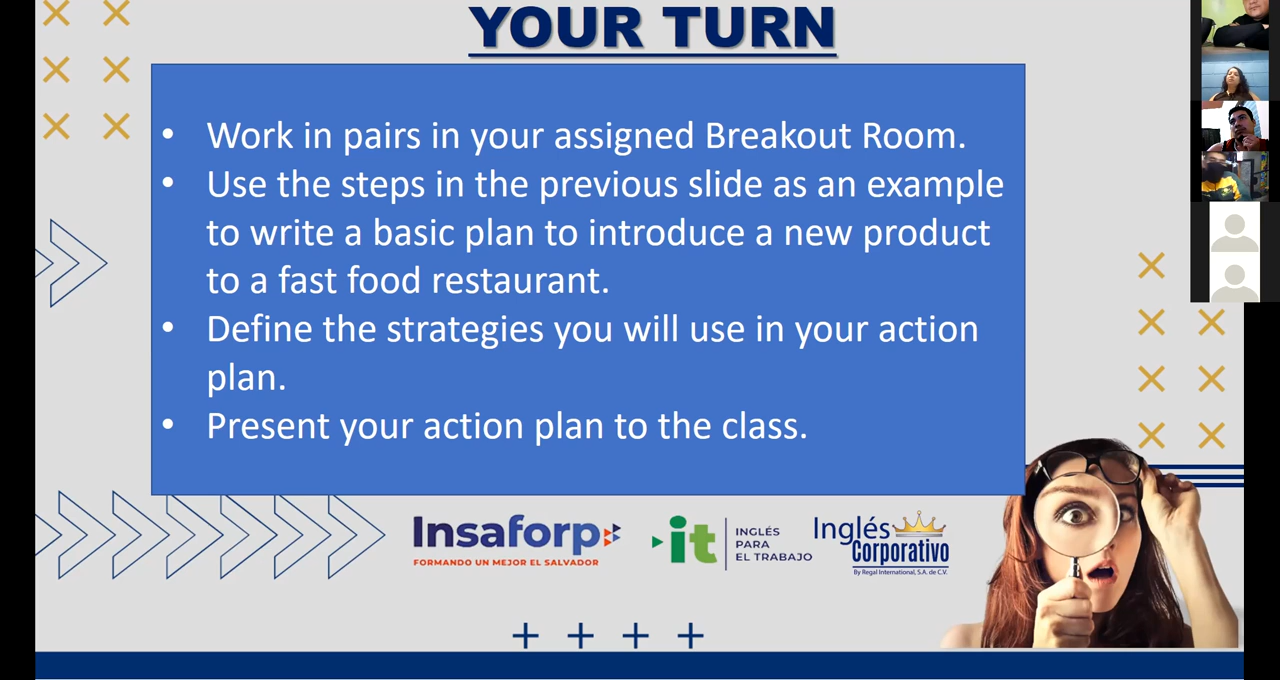 YOUR TURN
• Work in pairs in your assigned Breakout Room.
• Use the steps in the previous slide as an example
to write a basic plan to introduce a new product
to a fast food restaurant.
• Define the strategies you will use in your action
plan.
• Present your action plan to the class.
Insaforp
FORMANDO UN MEJOR EL SALVADOR
it
INGLÉS
PARA
EL TRABAJO
Inglés
Corporativo
By Regal International, S.A. de C.V.